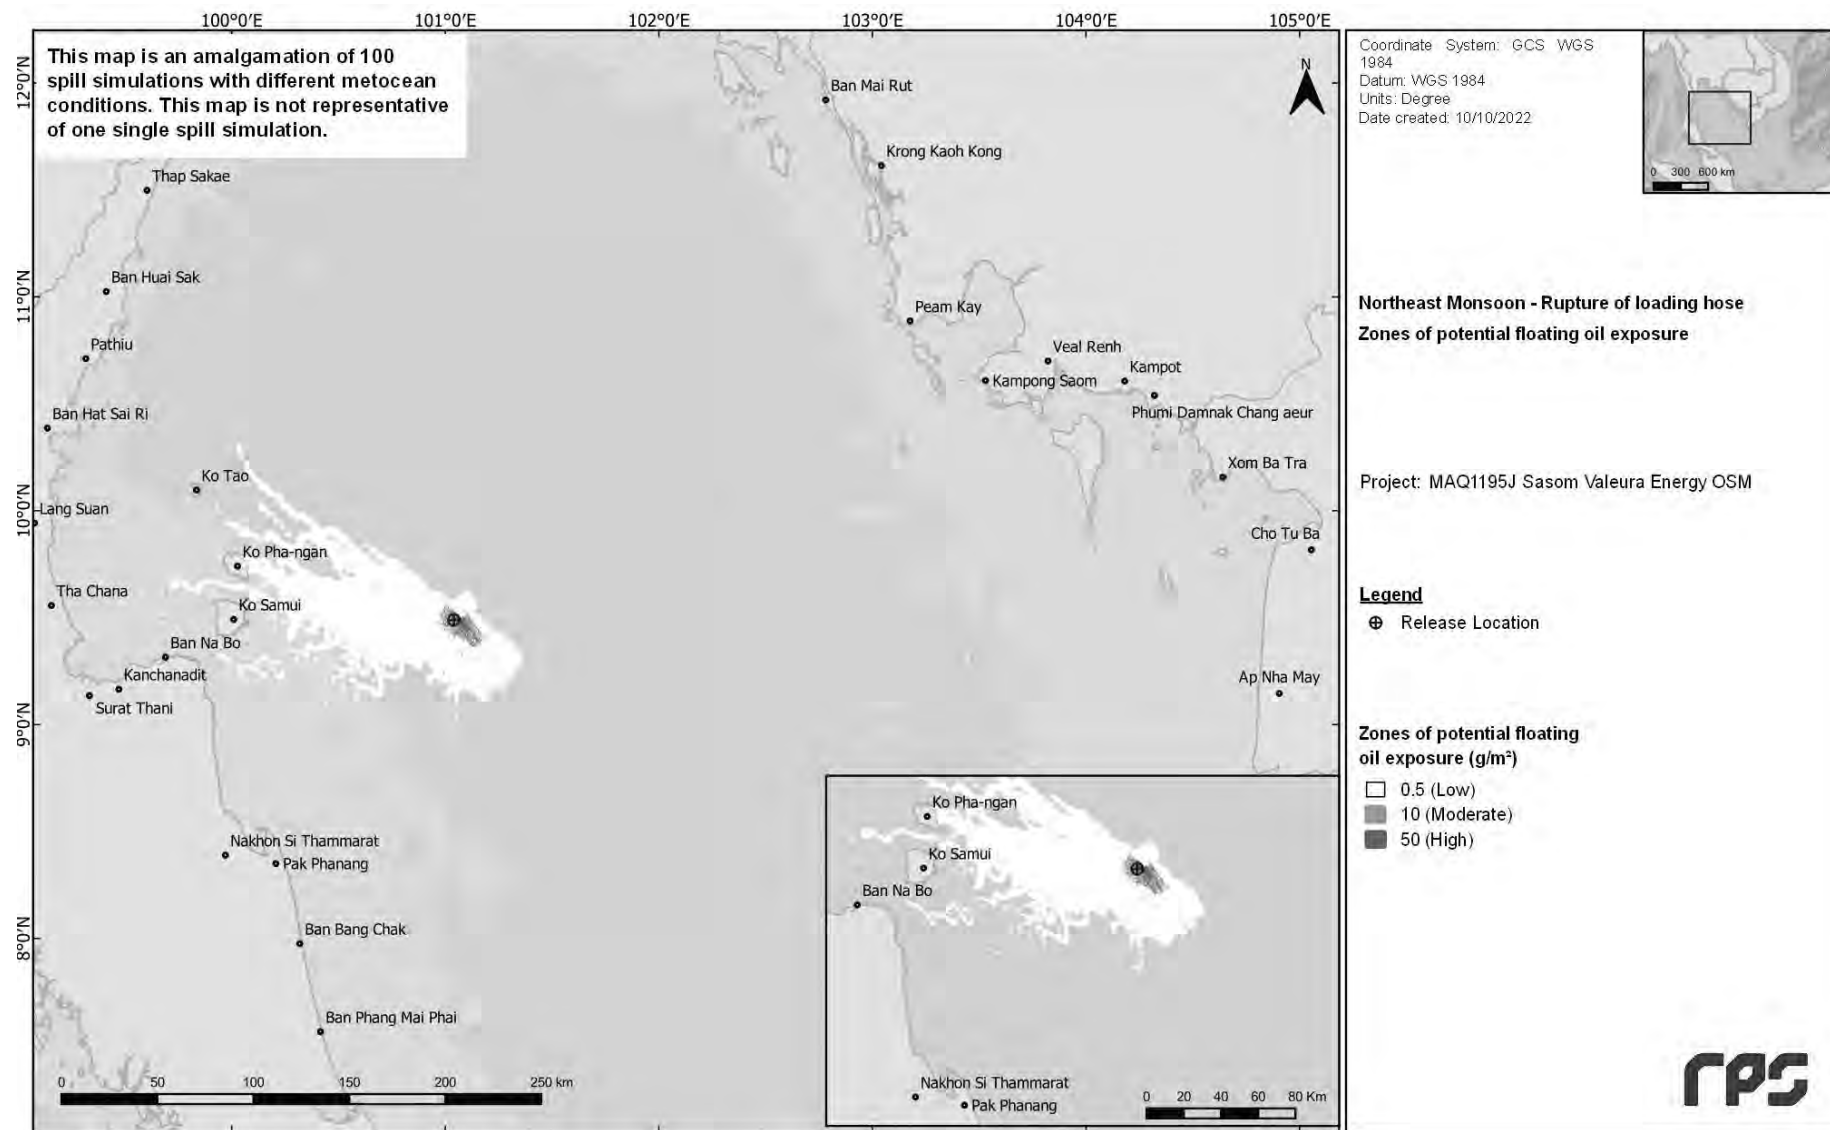 100°0'E 101°0'E 102°0'E 103°0'E 104°0'E 105°0'E
This map is an amalgamation of 100
spill simulations with different metocean
conditions. This map is not representative
of one single spill simulation.
12°0'N
11°0'N
10°0'N
9°0'N
8°0'N
N
Ban Mai Rut
Krong Kaoh Kong
Thap Sakae
Ban Huai Sak
Peam Kay
Pathiu
Veal Renh
Kampot
Kampong Saom
Ban Hat Sai Ri
Phumi Damnak Chang aeur
Xom Ba Tra
Ko Tao
Lang Suan
Cho Tu Ba
Ko Pha-ngan
Tha Chana
Ko Samui
Ban Na Bo
Kanchanadit
Ap Nha May
Surat Thani
Nakhon Si Thammarat
Pak Phanang
Ban Bang Chak
Ban Phang Mai Phai
0 50 100 150 200 250 km
Ko Pha-ngan
Ko Samui
Ban Na Bo
Nakhon Si Thammarat
Pak Phanang
0 20 40 60 80 Km
Coordinate System: GCS WGS
1984
Datum: WGS 1984
Units: Degree
Date created: 10/10/2022
0 300 600 km
Northeast Monsoon - Rupture of loading hose
Zones of potential floating oil exposure
Project: MAQ1195J Sasom Valeura Energy OSM
Legend
Release Location
Zones of potential floating
oil exposure (g/m²)
0.5 (Low)
10 (Moderate)
50 (High)
rps